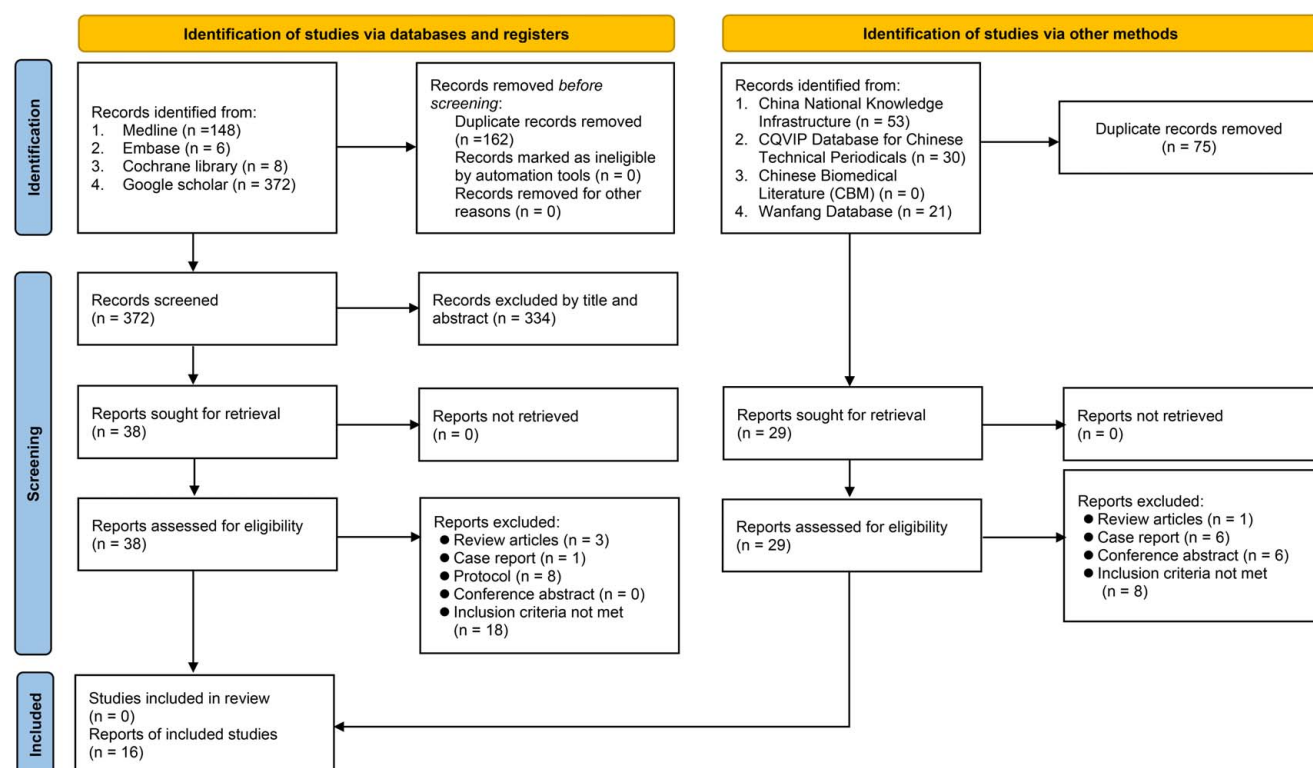 Identification of studies via databases and registers
Identification of studies via other methods
Identification
Records identified from:
1. Medline (n =148)
2. Embase (n = 6)
3. Cochrane library (n = 8)
4. Google scholar (n = 372)
Records removed before
screening:
Duplicate records removed
(n =162)
Records marked as ineligible
by automation tools (n = 0)
Records removed for other
reasons (n = 0)
Records identified from:
1. China National Knowledge
Infrastructure (n = 53)
2. CQVIP Database for Chinese
Technical Periodicals (n = 30)
3. Chinese Biomedical
Literature (CBM) (n = 0)
4. Wanfang Database (n = 21)
Duplicate records removed
(n = 75)
Screening
Records screened
(n = 372)
Records excluded by title and
abstract (n = 334)
Reports sought for retrieval
(n = 38)
Reports not retrieved
(n = 0)
Reports sought for retrieval
(n = 29)
Reports not retrieved
(n = 0)
Reports assessed for eligibility
(n = 38)
Reports excluded:
● Review articles (n = 3)
● Case report (n = 1)
● Protocol (n = 8)
● Conference abstract (n = 0)
● Inclusion criteria not met
(n = 18)
Reports assessed for eligibility
(n = 29)
Reports excluded:
● Review articles (n = 1)
● Case report (n = 6)
● Conference abstract (n = 6)
● Inclusion criteria not met
(n = 8)
Included
Studies included in review
(n = 0)
Reports of included studies
(n = 16)